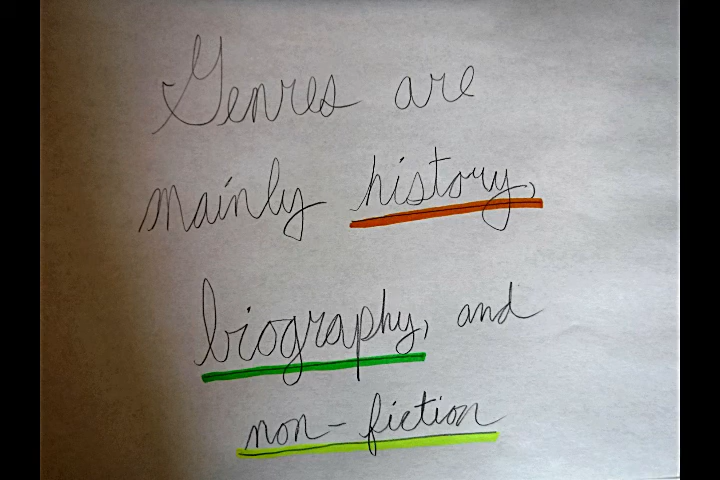 Genres are
mainly history,
biography, and
non-fiction